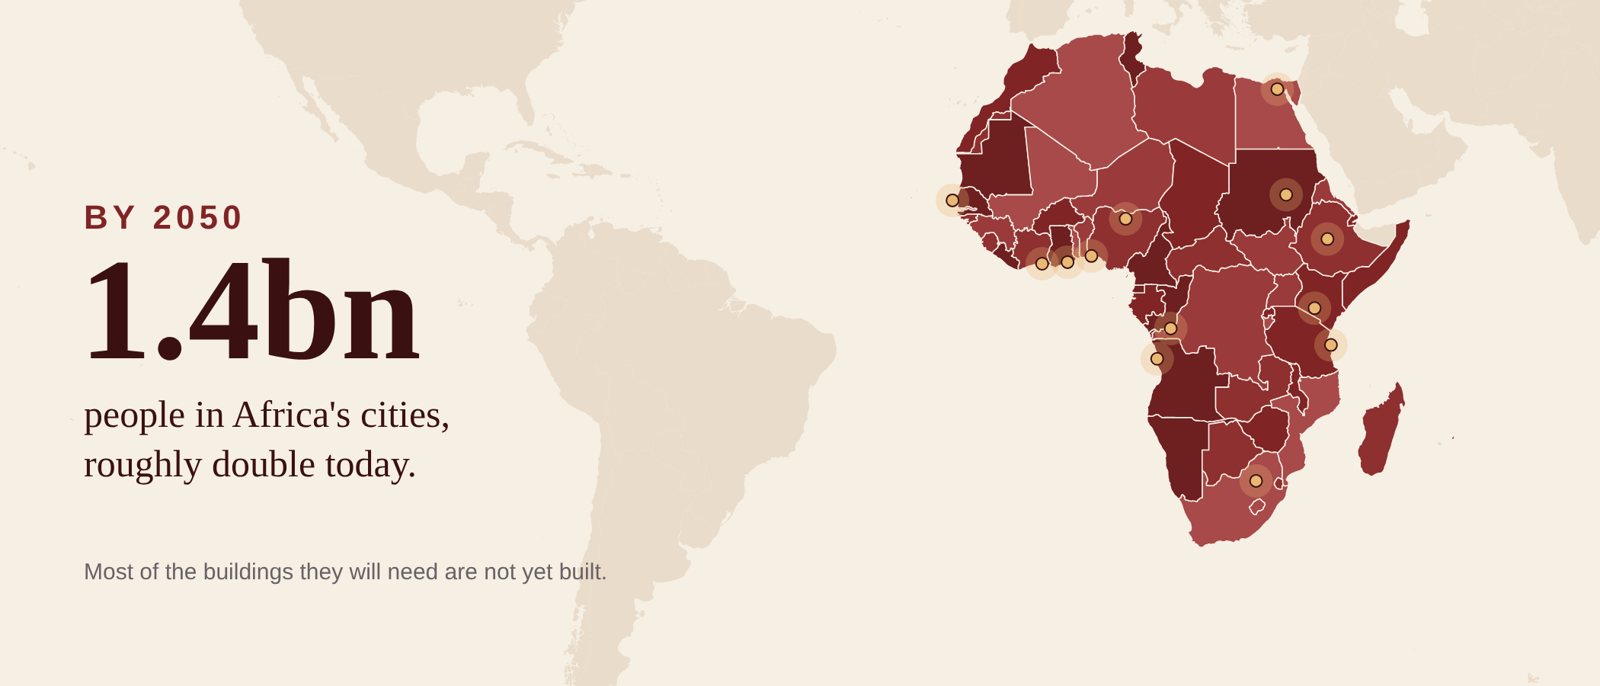 BY 2050
1.4bn
people in Africa's cities,
roughly double today.
Most of the buildings they will need are not yet built.